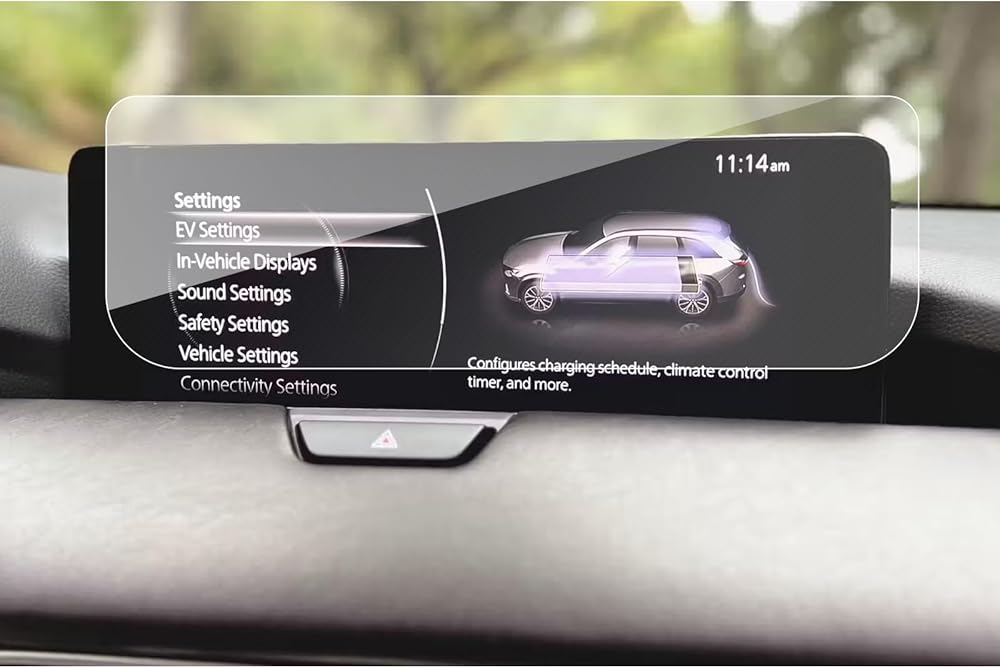 11:14am
Settings
EV Settings
In-Vehicle Displays
Sound Settings
Safety Settings
Vehicle Settings
Connectivity Settings
Configures charging schedule, climate control
timer, and more.